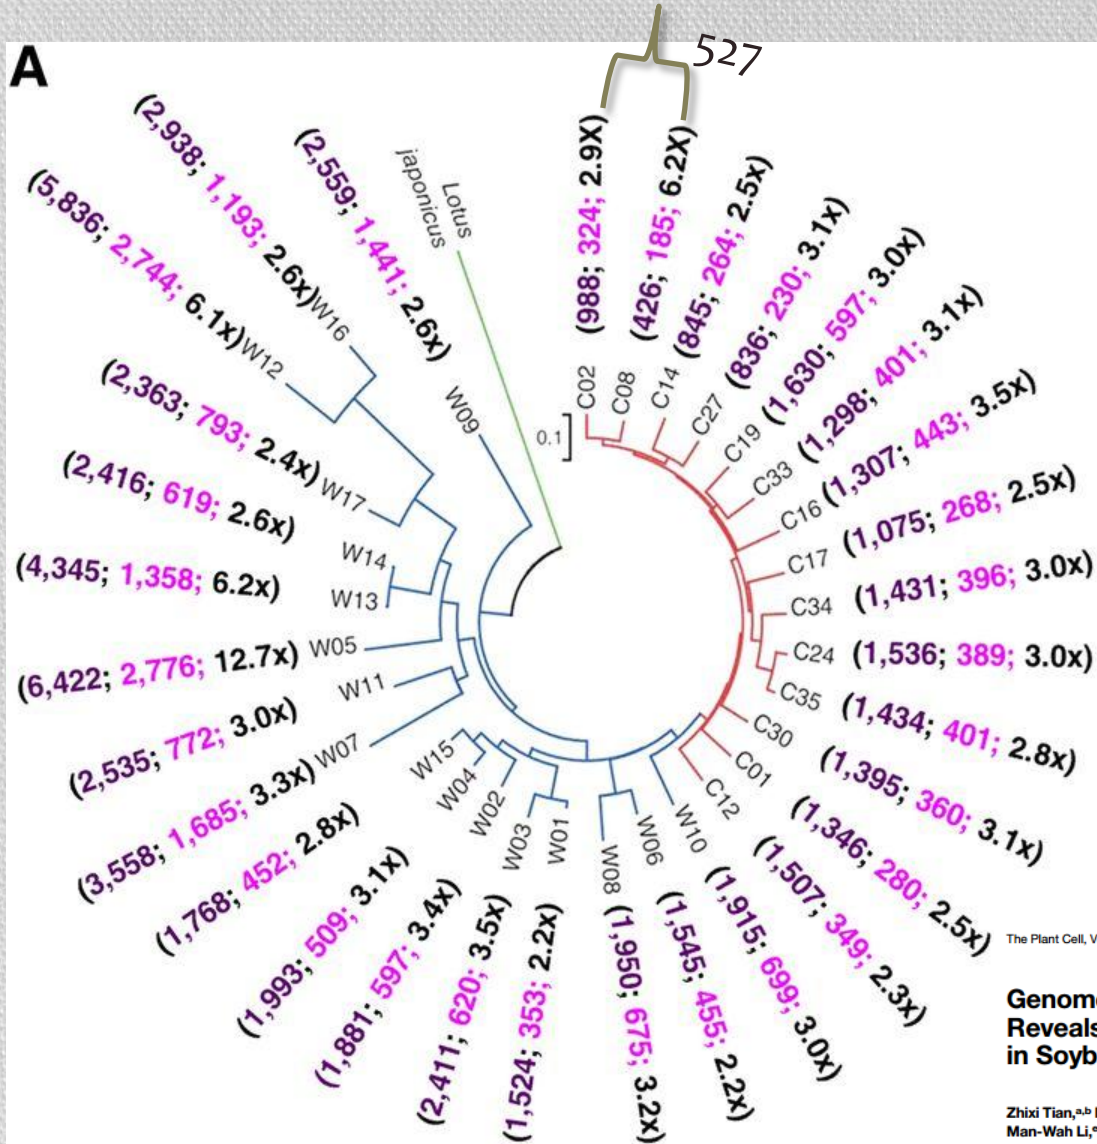 A
527
(988; 324; 2.9X)
C02
(426; 185; 6.2X)
C08
(845; 264; 2.5x)
C14
(836; 230; 3.1x)
C27
(1,630; 597; 3.0x)
C19
(1,298; 401; 3.1x)
C33
(1,307; 443; 3.5x)
C16
(1,075; 268; 2.5x)
C17
(1,431; 396; 3.0x)
C34
(1,536; 389; 3.0x)
C24
(1,434; 401; 2.8x)
C35
(1,395; 360; 3.1x)
C30
(1,346; 280; 2.5x)
C01
(1,507; 349; 2.3x)
C12
(1,915; 699; 3.0x)
W10
(1,545; 455; 2.2x)
W06
(1,950; 675; 3.2x)
W08
(1,524; 353; 2.2x)
W01
(2,411; 620; 3.5x)
W03
(1,881; 597; 3.4x)
W02
(1,993; 509; 3.1x)
W04
(1,768; 452; 2.8x)
W15
(3,558; 1,685; 3.3x)
W07
(2,535; 772; 3.0x)
W11
(6,422; 2,776; 12.7x)
W05
(4,345; 1,358; 6.2x)
W13
(2,416; 619; 2.6x)
W14
(2,363; 793; 2.4x)
W17
(5,836; 2,744; 6.1x)
W12
(2,938; 1,193; 2.6x)
W16
(2,559; 1,441; 2.6x)
W09
Lotus
japonicus
0.1
The Plant Cell, V
Genom
Reveals
in Soyb
Zhixi Tian,a,b
Man-Wah Li,e